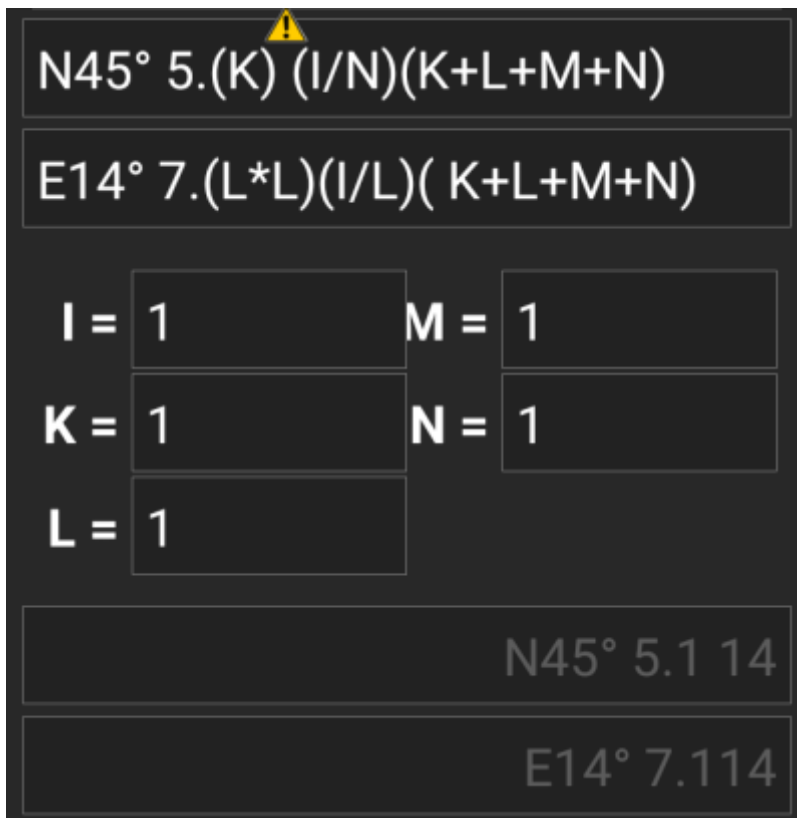 N45° 5.(K) (I/N)(K+L+M+N)
E14° 7.(L*L)(I/L)( K+L+M+N)
I = 1 M = 1
K = 1 N = 1
L = 1
N45° 5.1 14
E14° 7.114